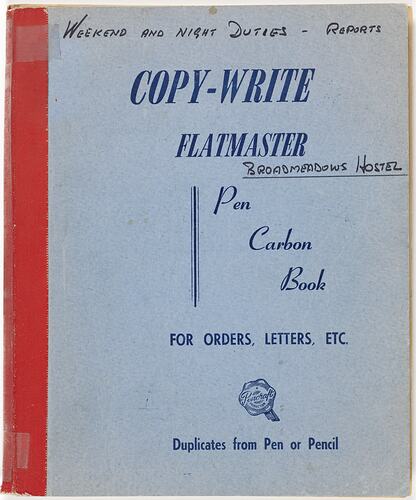 WEEKEND AND NIGHT DUTIES - REPORTS
COPY-WRITE
FLATMASTER
BROADMEADOWS HOSTEL
Pen
Carbon
Book
FOR ORDERS, LETTERS, ETC.
Pencraft
Duplicates from Pen or Pencil